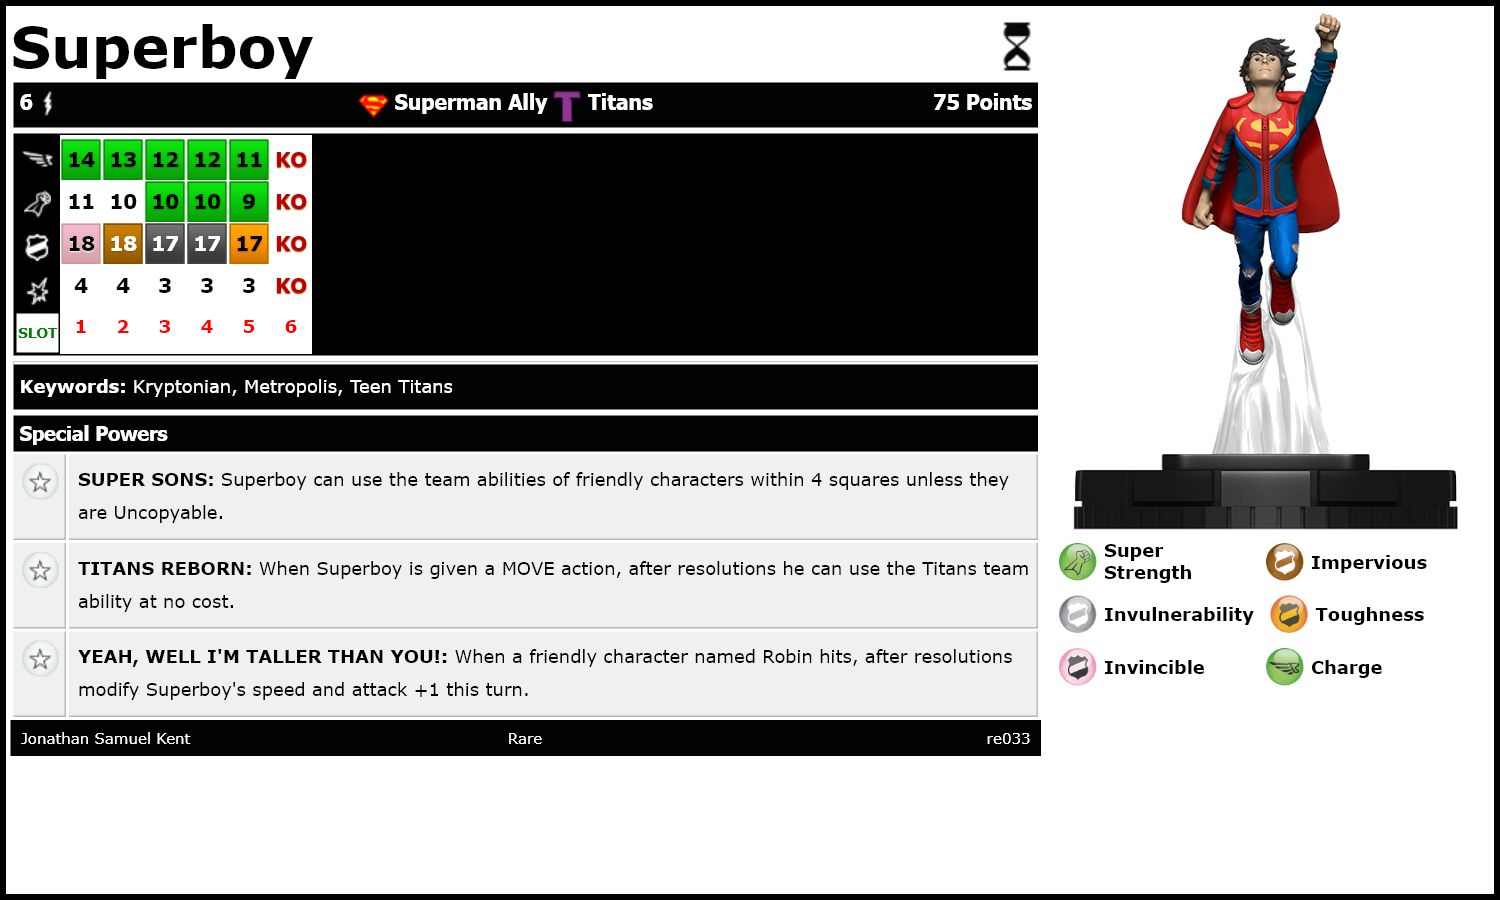 Superboy
6 Superman Ally T Titans 75 Points
14 13 12 12 11 KO
11 10 10 10 9 KO
18 18 17 17 17 KO
4 4 3 3 3 KO
SLOT 1 2 3 4 5 6
Keywords: Kryptonian, Metropolis, Teen Titans
Special Powers
SUPER SONS: Superboy can use the team abilities of friendly characters within 4 squares unless they
are Uncopyable.
TITANS REBORN: When Superboy is given a MOVE action, after resolutions he can use the Titans team
ability at no cost.
YEAH, WELL I'M TALLER THAN YOU!: When a friendly character named Robin hits, after resolutions
modify Superboy's speed and attack +1 this turn.
Jonathan Samuel Kent Rare re033
Super
Strength
Impervious
Invulnerability
Toughness
Invincible
Charge